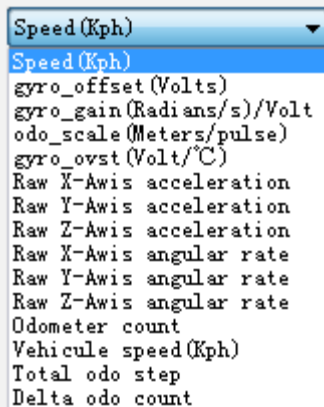 Speed(Kph)
Speed(Kph)
gyro_offset(Volts)
gyro_gain(Radians/s)/Volt
odo_scale(Meters/pulse)
gyro_ovst(Volt/℃)
Raw X-Awis acceleration
Raw Y-Awis acceleration
Raw Z-Awis acceleration
Raw X-Awis angular rate
Raw Y-Awis angular rate
Raw Z-Awis angular rate
Odometer count
Vehicule speed(Kph)
Total odo step
Delta odo count